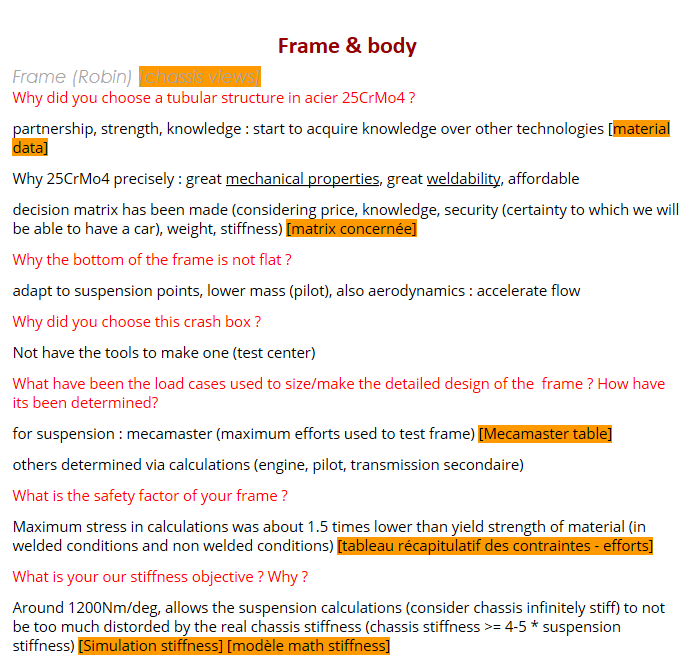 Frame & body
Frame (Robin) [chassis views]
Why did you choose a tubular structure in acier 25CrMo4 ?
partnership, strength, knowledge : start to acquire knowledge over other technologies [material
data]
Why 25CrMo4 precisely : great mechanical properties, great weldability, affordable
decision matrix has been made (considering price, knowledge, security (certainty to which we will
be able to have a car), weight, stiffness) [matrix concernée]
Why the bottom of the frame is not flat ?
adapt to suspension points, lower mass (pilot), also aerodynamics : accelerate flow
Why did you choose this crash box ?
Not have the tools to make one (test center)
What have been the load cases used to size/make the detailed design of the  frame ? How have
its been determined?
for suspension : mecamaster (maximum efforts used to test frame) [Mecamaster table]
others determined via calculations (engine, pilot, transmission secondaire)
What is the safety factor of your frame ?
Maximum stress in calculations was about 1.5 times lower than yield strength of material (in
welded conditions and non welded conditions) [tableau récapitulatif des contraintes - efforts]
What is your our stiffness objective ? Why ?
Around 1200Nm/deg, allows the suspension calculations (consider chassis infinitely stiff) to not
be too much distorded by the real chassis stiffness (chassis stiffness >= 4-5 * suspension
stiffness) [Simulation stiffness] [modèle math stiffness]